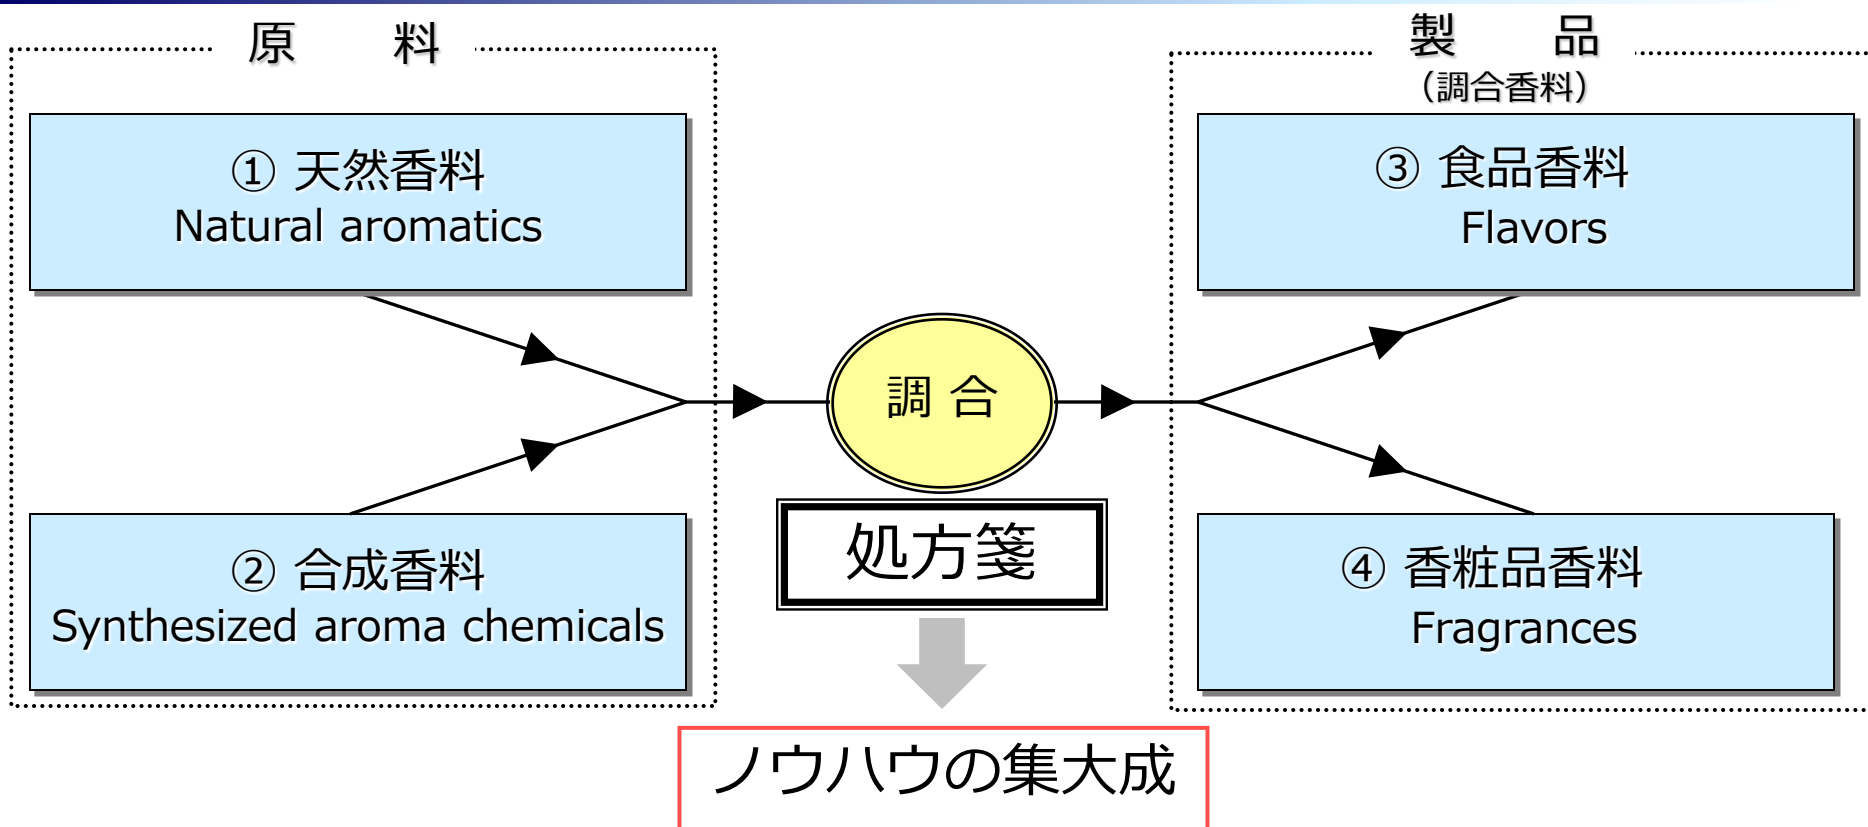 原　　料
① 天然香料
Natural aromatics
② 合成香料
Synthesized aroma chemicals
調 合
処方箋
ノウハウの集大成
製　　品
（調合香料）
③ 食品香料
Flavors
④ 香粧品香料
Fragrances